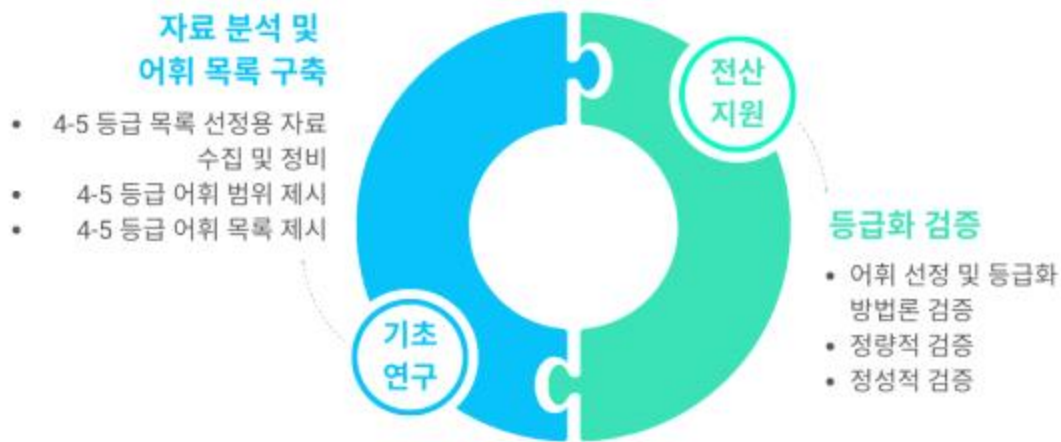 자료 분석 및
어휘 목록 구축
• 4-5 등급 목록 선정용 자료
수집 및 정비
• 4-5 등급 어휘 범위 제시
• 4-5 등급 어휘 목록 제시
기초
연구
전산
지원
등급화 검증
• 어휘 선정 및 등급화
방법론 검증
• 정량적 검증
• 정성적 검증